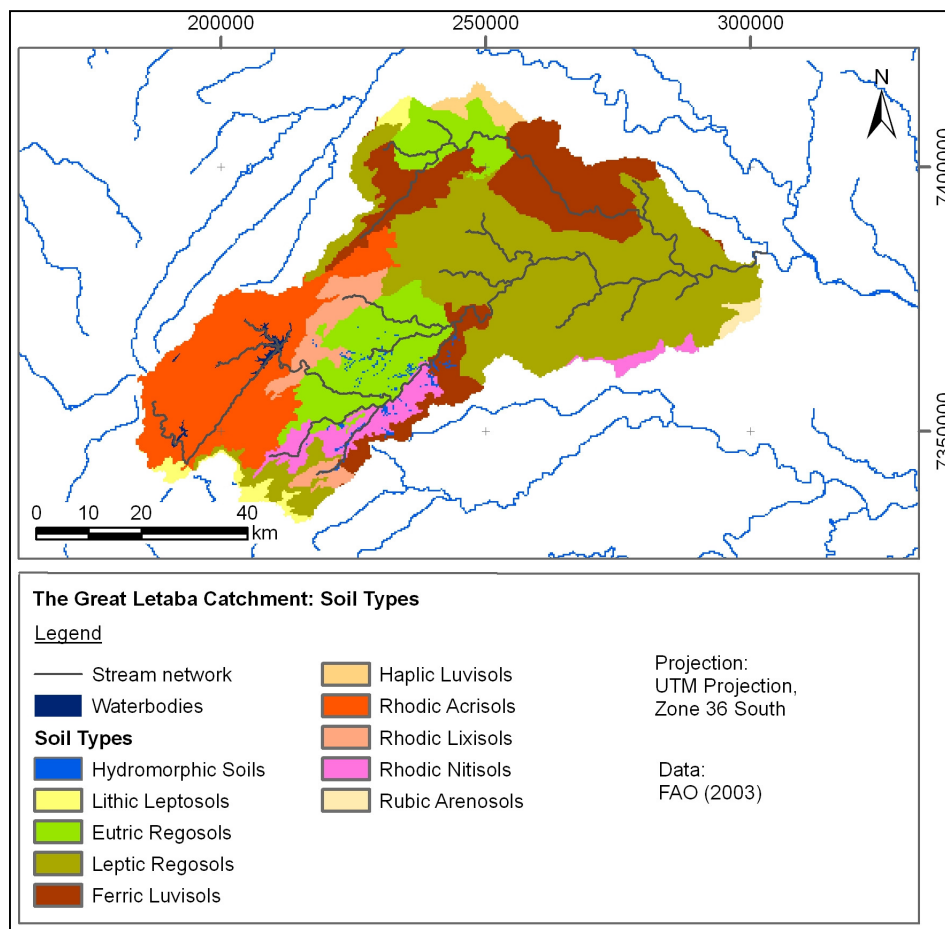 200000 250000 300000
N
7400000
7350000
0 10 20 40
km
The Great Letaba Catchment: Soil Types
Legend
Stream network
Waterbodies
Soil Types
Hydromorphic Soils
Lithic Leptosols
Eutric Regosols
Leptic Regosols
Ferric Luvisols
Haplic Luvisols
Rhodic Acrisols
Rhodic Lixisols
Rhodic Nitisols
Rubic Arenosols
Projection:
UTM Projection,
Zone 36 South
Data:
FAO (2003)